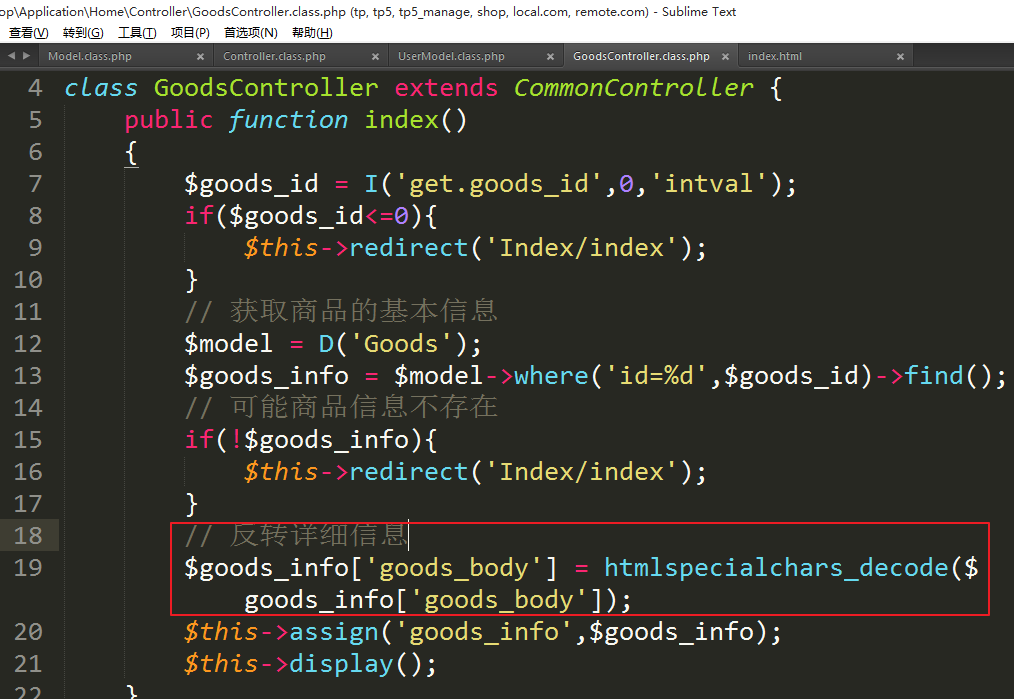 op\Application\Home\Controller\GoodsController.class.php (tp, tp5, tp5_manage, shop, local.com, remote.com) - Sublime Text
查看(V) 转到(G) 工具(T) 项目(P) 首选项(N) 帮助(H)
Model.class.php × Controller.class.php × UserModel.class.php × GoodsController.class.php × index.html ×
4 class GoodsController extends CommonController {
5 public function index()
6 {
7 $goods_id = I('get.goods_id',0,'intval');
8 if($goods_id<=0){
9 $this->redirect('Index/index');
10 }
11 // 获取商品的基本信息
12 $model = D('Goods');
13 $goods_info = $model->where('id=%d',$goods_id)->find();
14 // 可能商品信息不存在
15 if(!$goods_info){
16 $this->redirect('Index/index');
17 }
18 // 反转详细信息
19 $goods_info['goods_body'] = htmlspecialchars_decode($
goods_info['goods_body']);
20 $this->assign('goods_info',$goods_info);
21 $this->display();
22 }